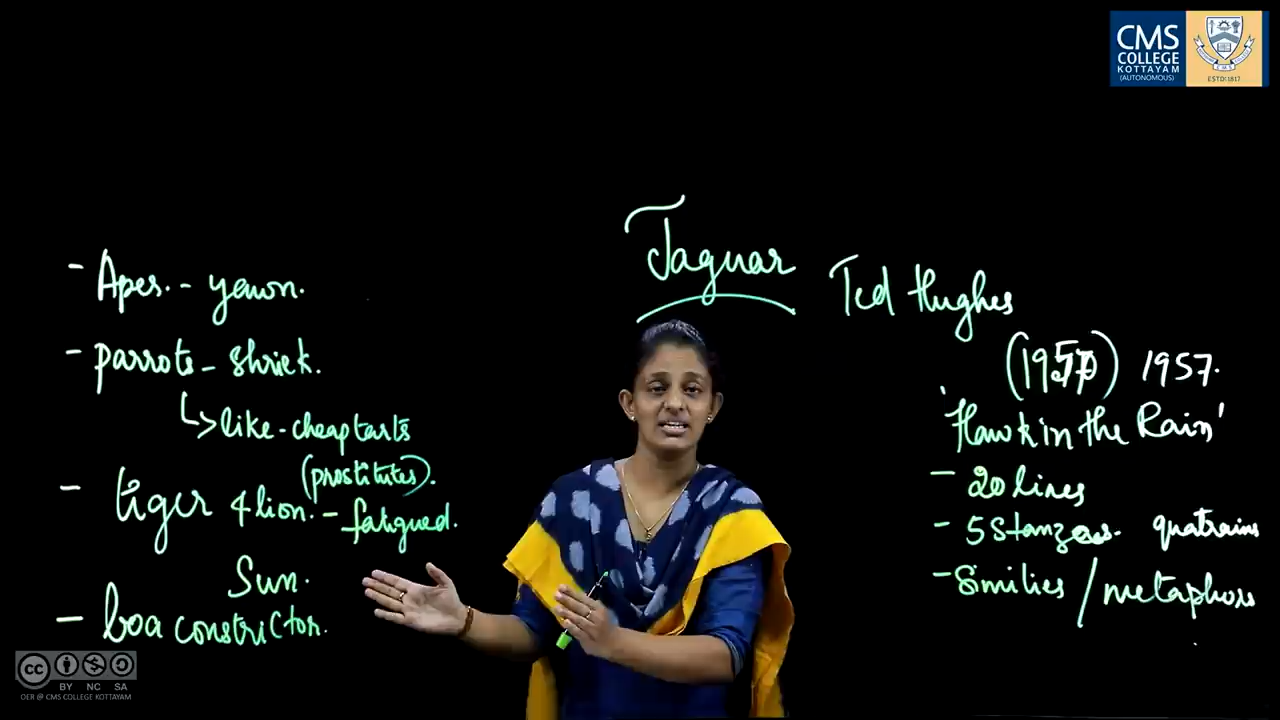 CMS
COLLEGE
KOTTAYAM
(AUTONOMOUS)
ESTD:1817
Jaguar
Ted Hughes
(1957) 1957.
'Hawk in the Rain'
- 20 lines
- 5 Stanzas. quatrains
- Similies / metaphors
- Apes. - yawn.
- parrots - shriek.
↳ like - cheap tarts
(prostitutes).
- tiger & lion. - fatigued.
Sun.
- boa constrictor.
CC BY NC SA
OER @ CMS COLLEGE KOTTAYAM